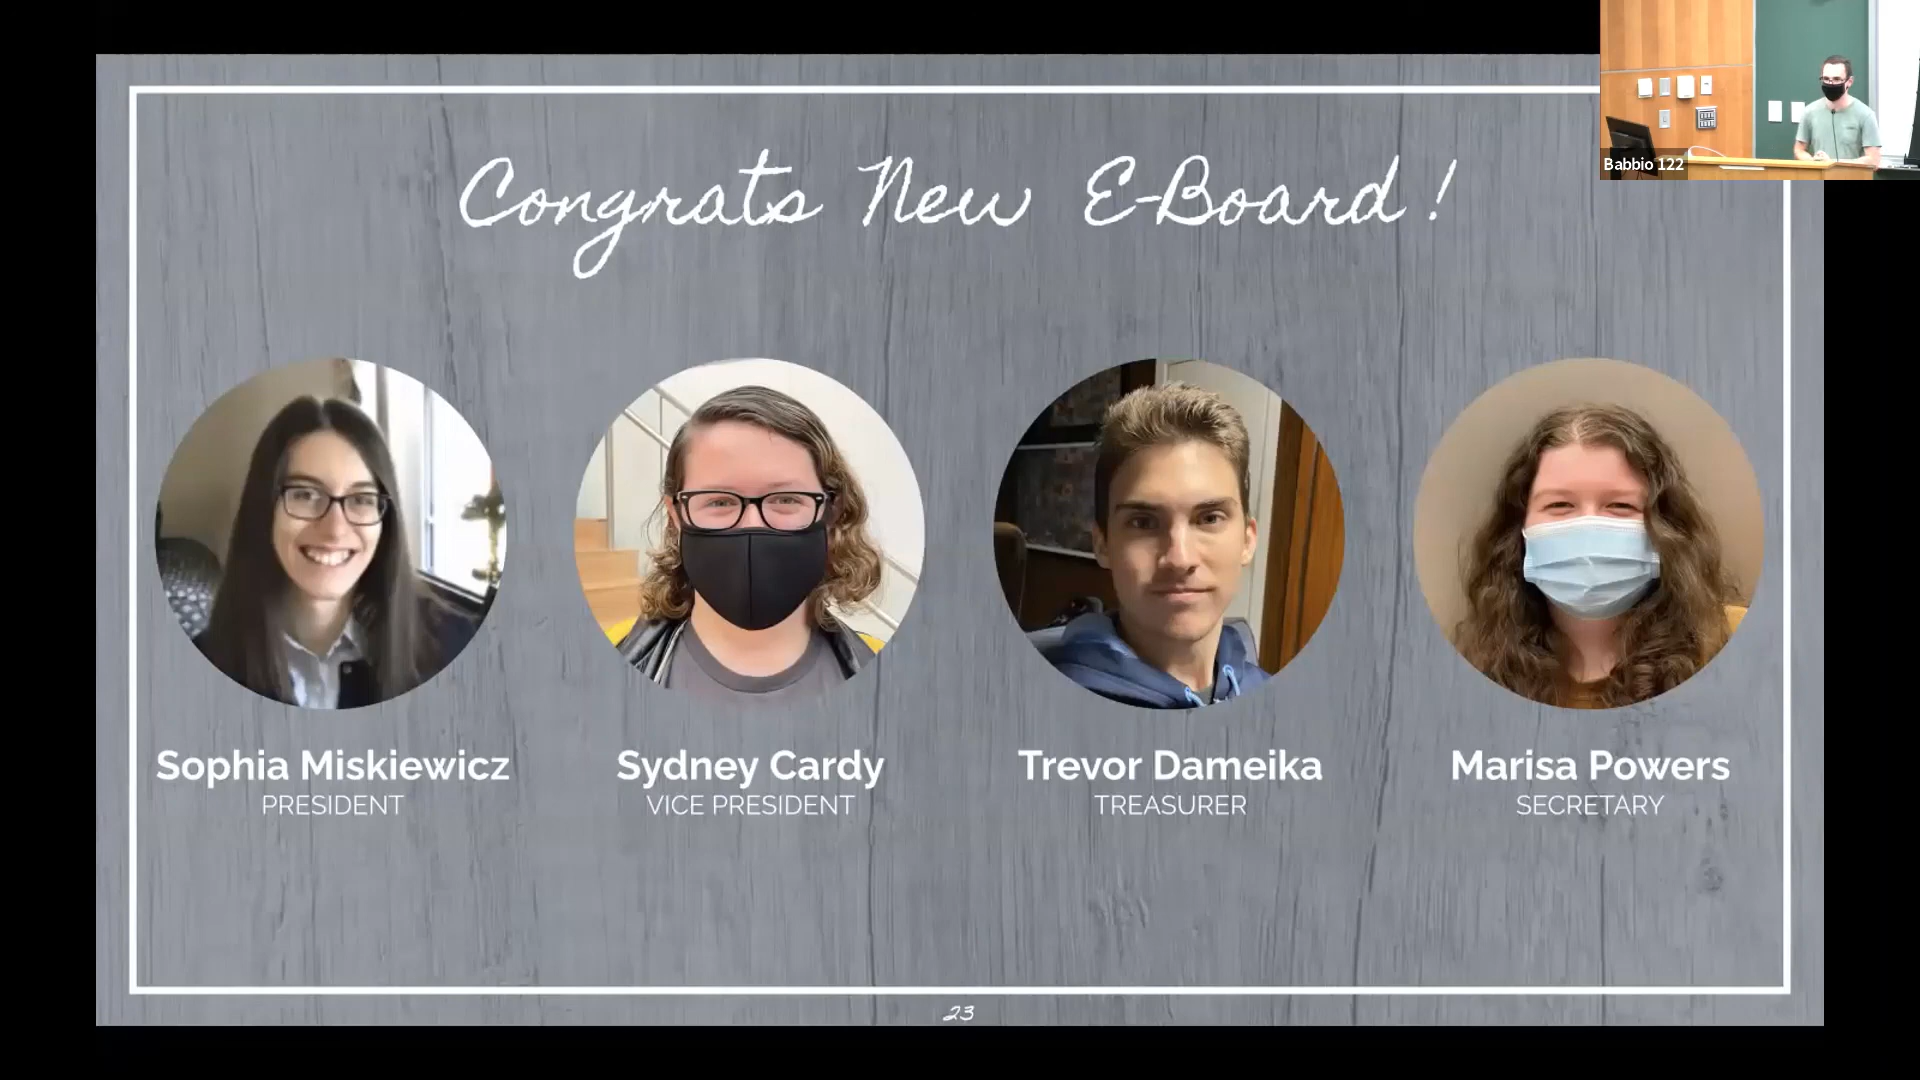 Congrats New E-Board!
Babbio 122
Sophia Miskiewicz
PRESIDENT
Sydney Cardy
VICE PRESIDENT
Trevor Dameika
TREASURER
Marisa Powers
SECRETARY
23